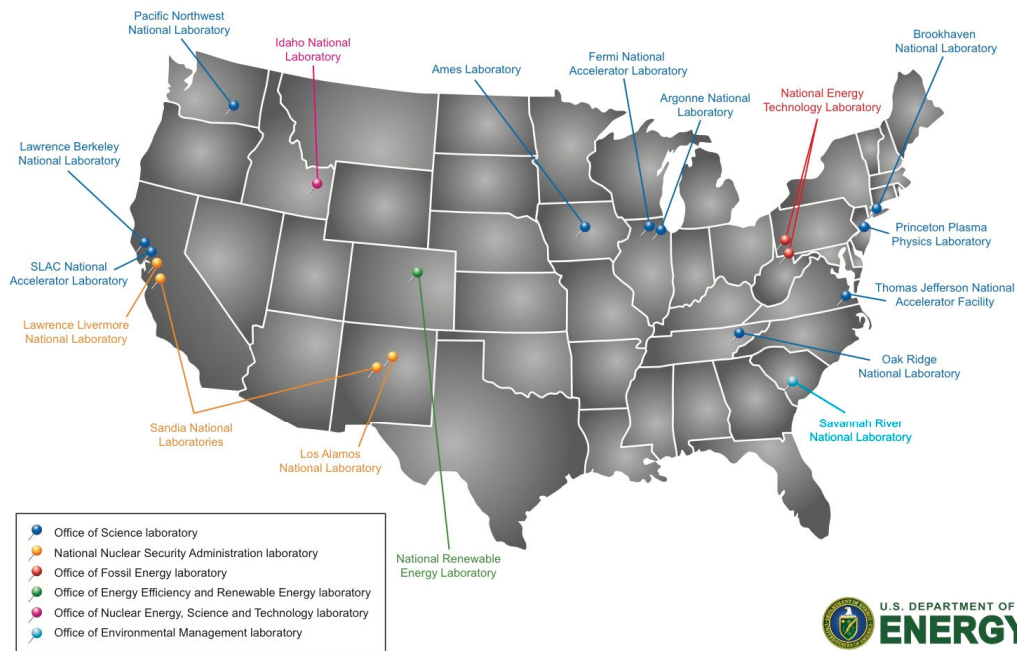 Pacific Northwest
National Laboratory
Idaho National
Laboratory
Ames Laboratory
Fermi National
Accelerator Laboratory
Argonne National
Laboratory
National Energy
Technology Laboratory
Brookhaven
National Laboratory
Lawrence Berkeley
National Laboratory
SLAC National
Accelerator Laboratory
Lawrence Livermore
National Laboratory
Sandia National
Laboratories
Los Alamos
National Laboratory
Princeton Plasma
Physics Laboratory
Thomas Jefferson National
Accelerator Facility
Oak Ridge
National Laboratory
Savannah River
National Laboratory
National Renewable
Energy Laboratory
Office of Science laboratory
National Nuclear Security Administration laboratory
Office of Fossil Energy laboratory
Office of Energy Efficiency and Renewable Energy laboratory
Office of Nuclear Energy, Science and Technology laboratory
Office of Environmental Management laboratory
U.S. DEPARTMENT OF
ENERGY